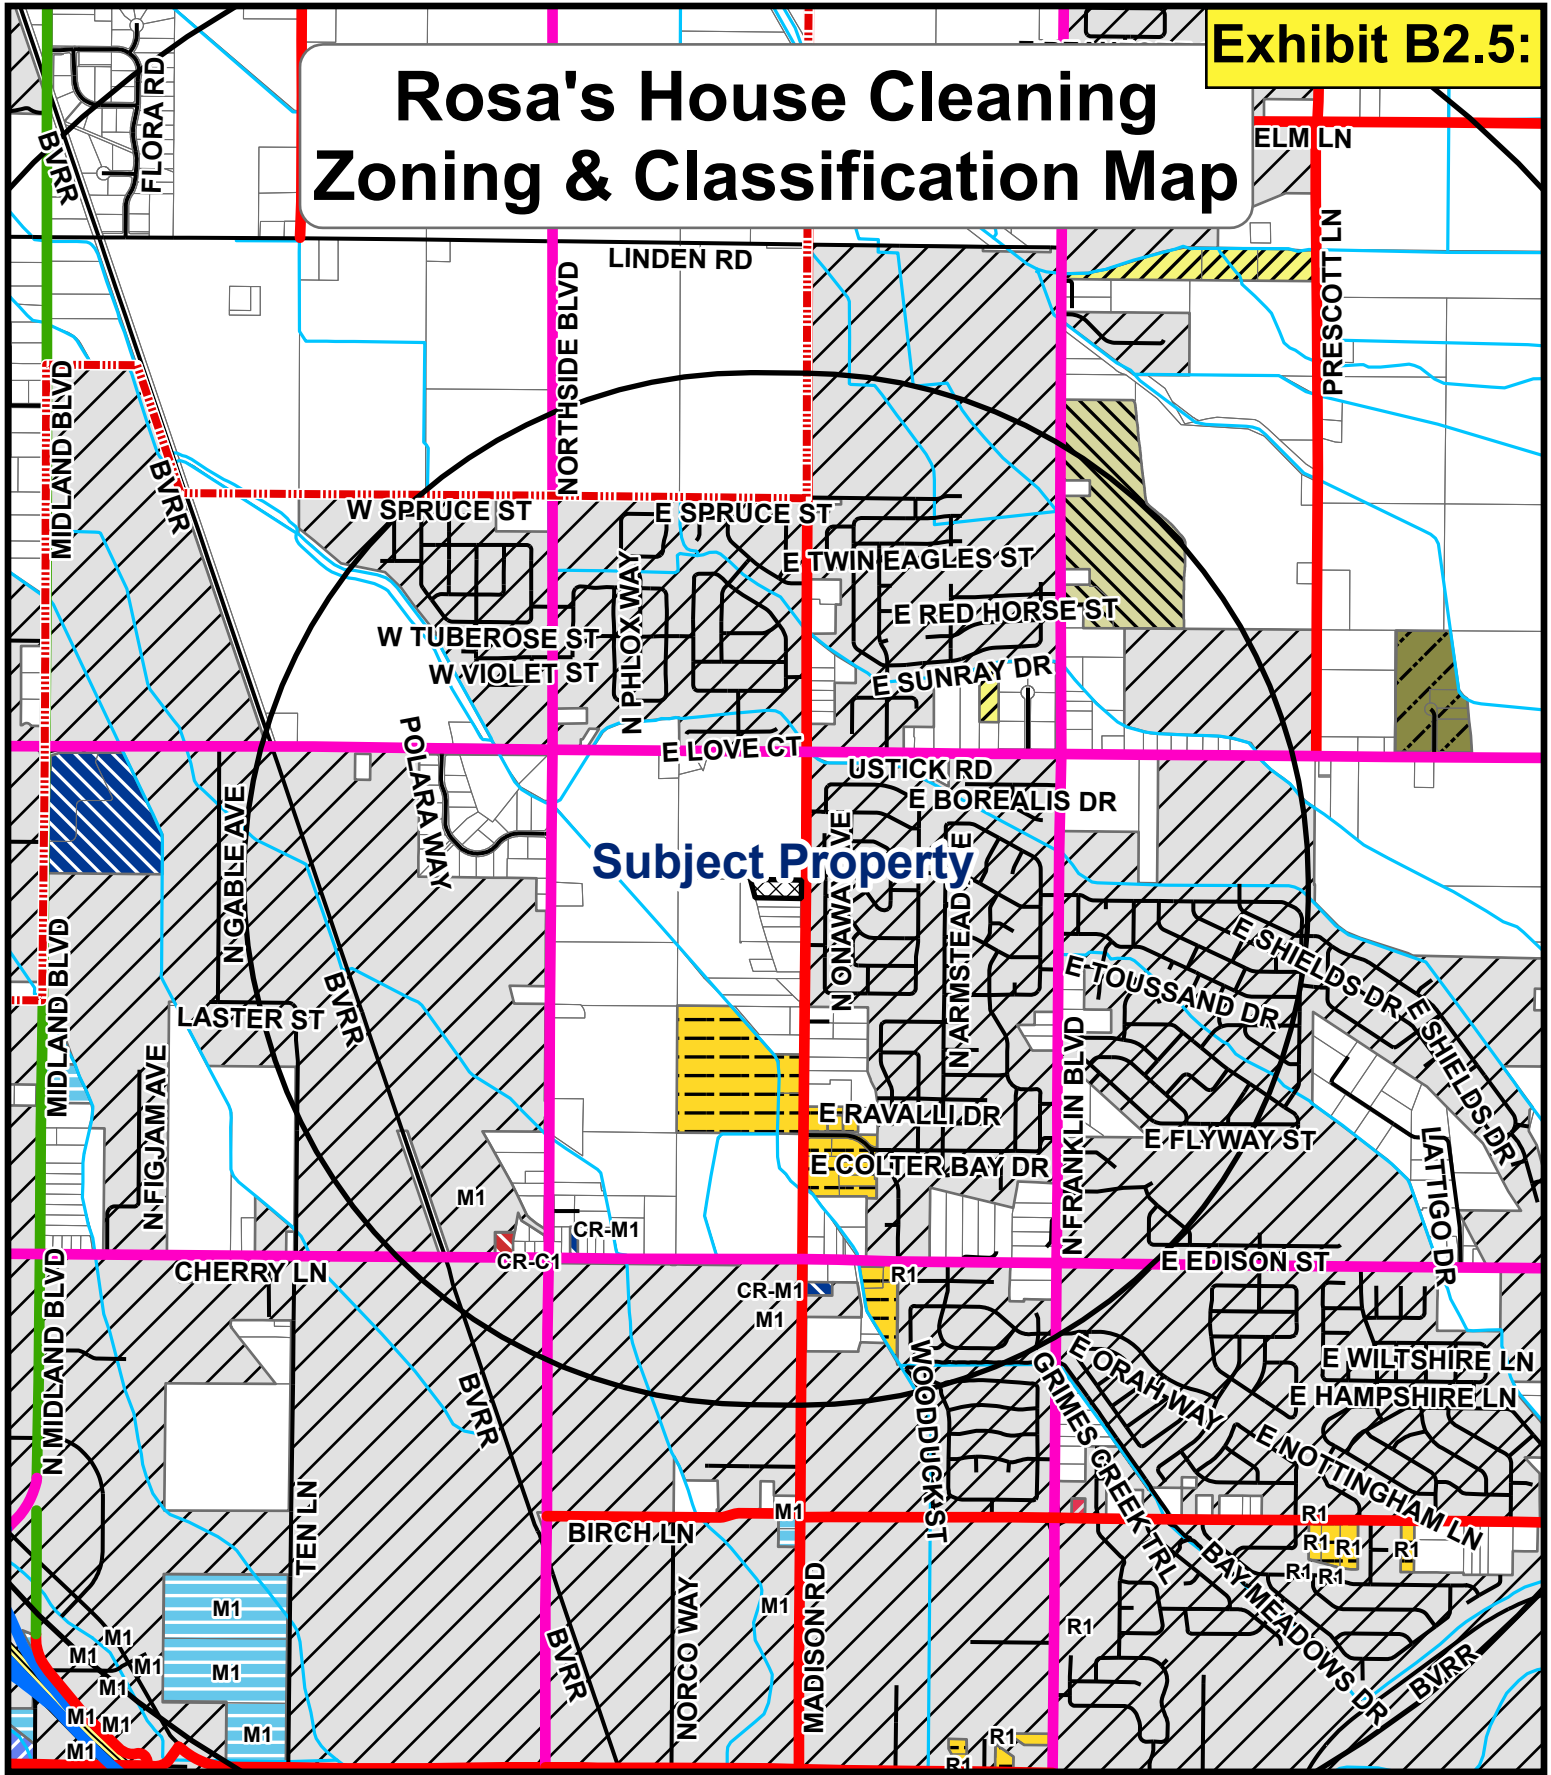 Exhibit B2.5:
Rosa's House Cleaning
Zoning & Classification Map
FLORA RD
BVRR
ELM LN
LINDEN RD
NORTHSIDE BLVD
PRESCOTT LN
MIDLAND BLVD
BVRR
W SPRUCE ST
E SPRUCE ST
E TWIN EAGLES ST
N PHLOX WAY
E RED HORSE ST
W TUBEROSE ST
W VIOLET ST
E SUNRAY DR
POLARA WAY
E LOVE CT
USTICK RD
E BOREALIS DR
N GABLE AVE
Subject Property
N ONAWAY AVE
N ARMSTEAD AVE
MIDLAND BLVD
BVRR
E SHIELDS DR
E SHIELDS DR
E TOUSSAND DR
LASTER ST
N FRANKLIN BLVD
N FIGJAM AVE
E RAVALLI DR
E FLYWAY ST
E COLTER BAY DR
LATTIGO DR
M1
CR-M1
CR-C1
E EDISON ST
CHERRY LN
R1
CR-M1
M1
N MIDLAND BLVD
WOODDUCK ST
GRIMES CREEK TRL
E ORAH WAY
E WILTSHIRE LN
E HAMPSHIRE LN
BVRR
E NOTTINGHAM LN
TEN LN
M1
BIRCH LN
R1
R1
R1
R1
R1
R1
BAY MEADOWS DR
NORCO WAY
MADISON RD
M1
M1
R1
M1
M1
M1
M1
M1
M1
M1
M1
M1
BVRR
BVRR
R1
R1